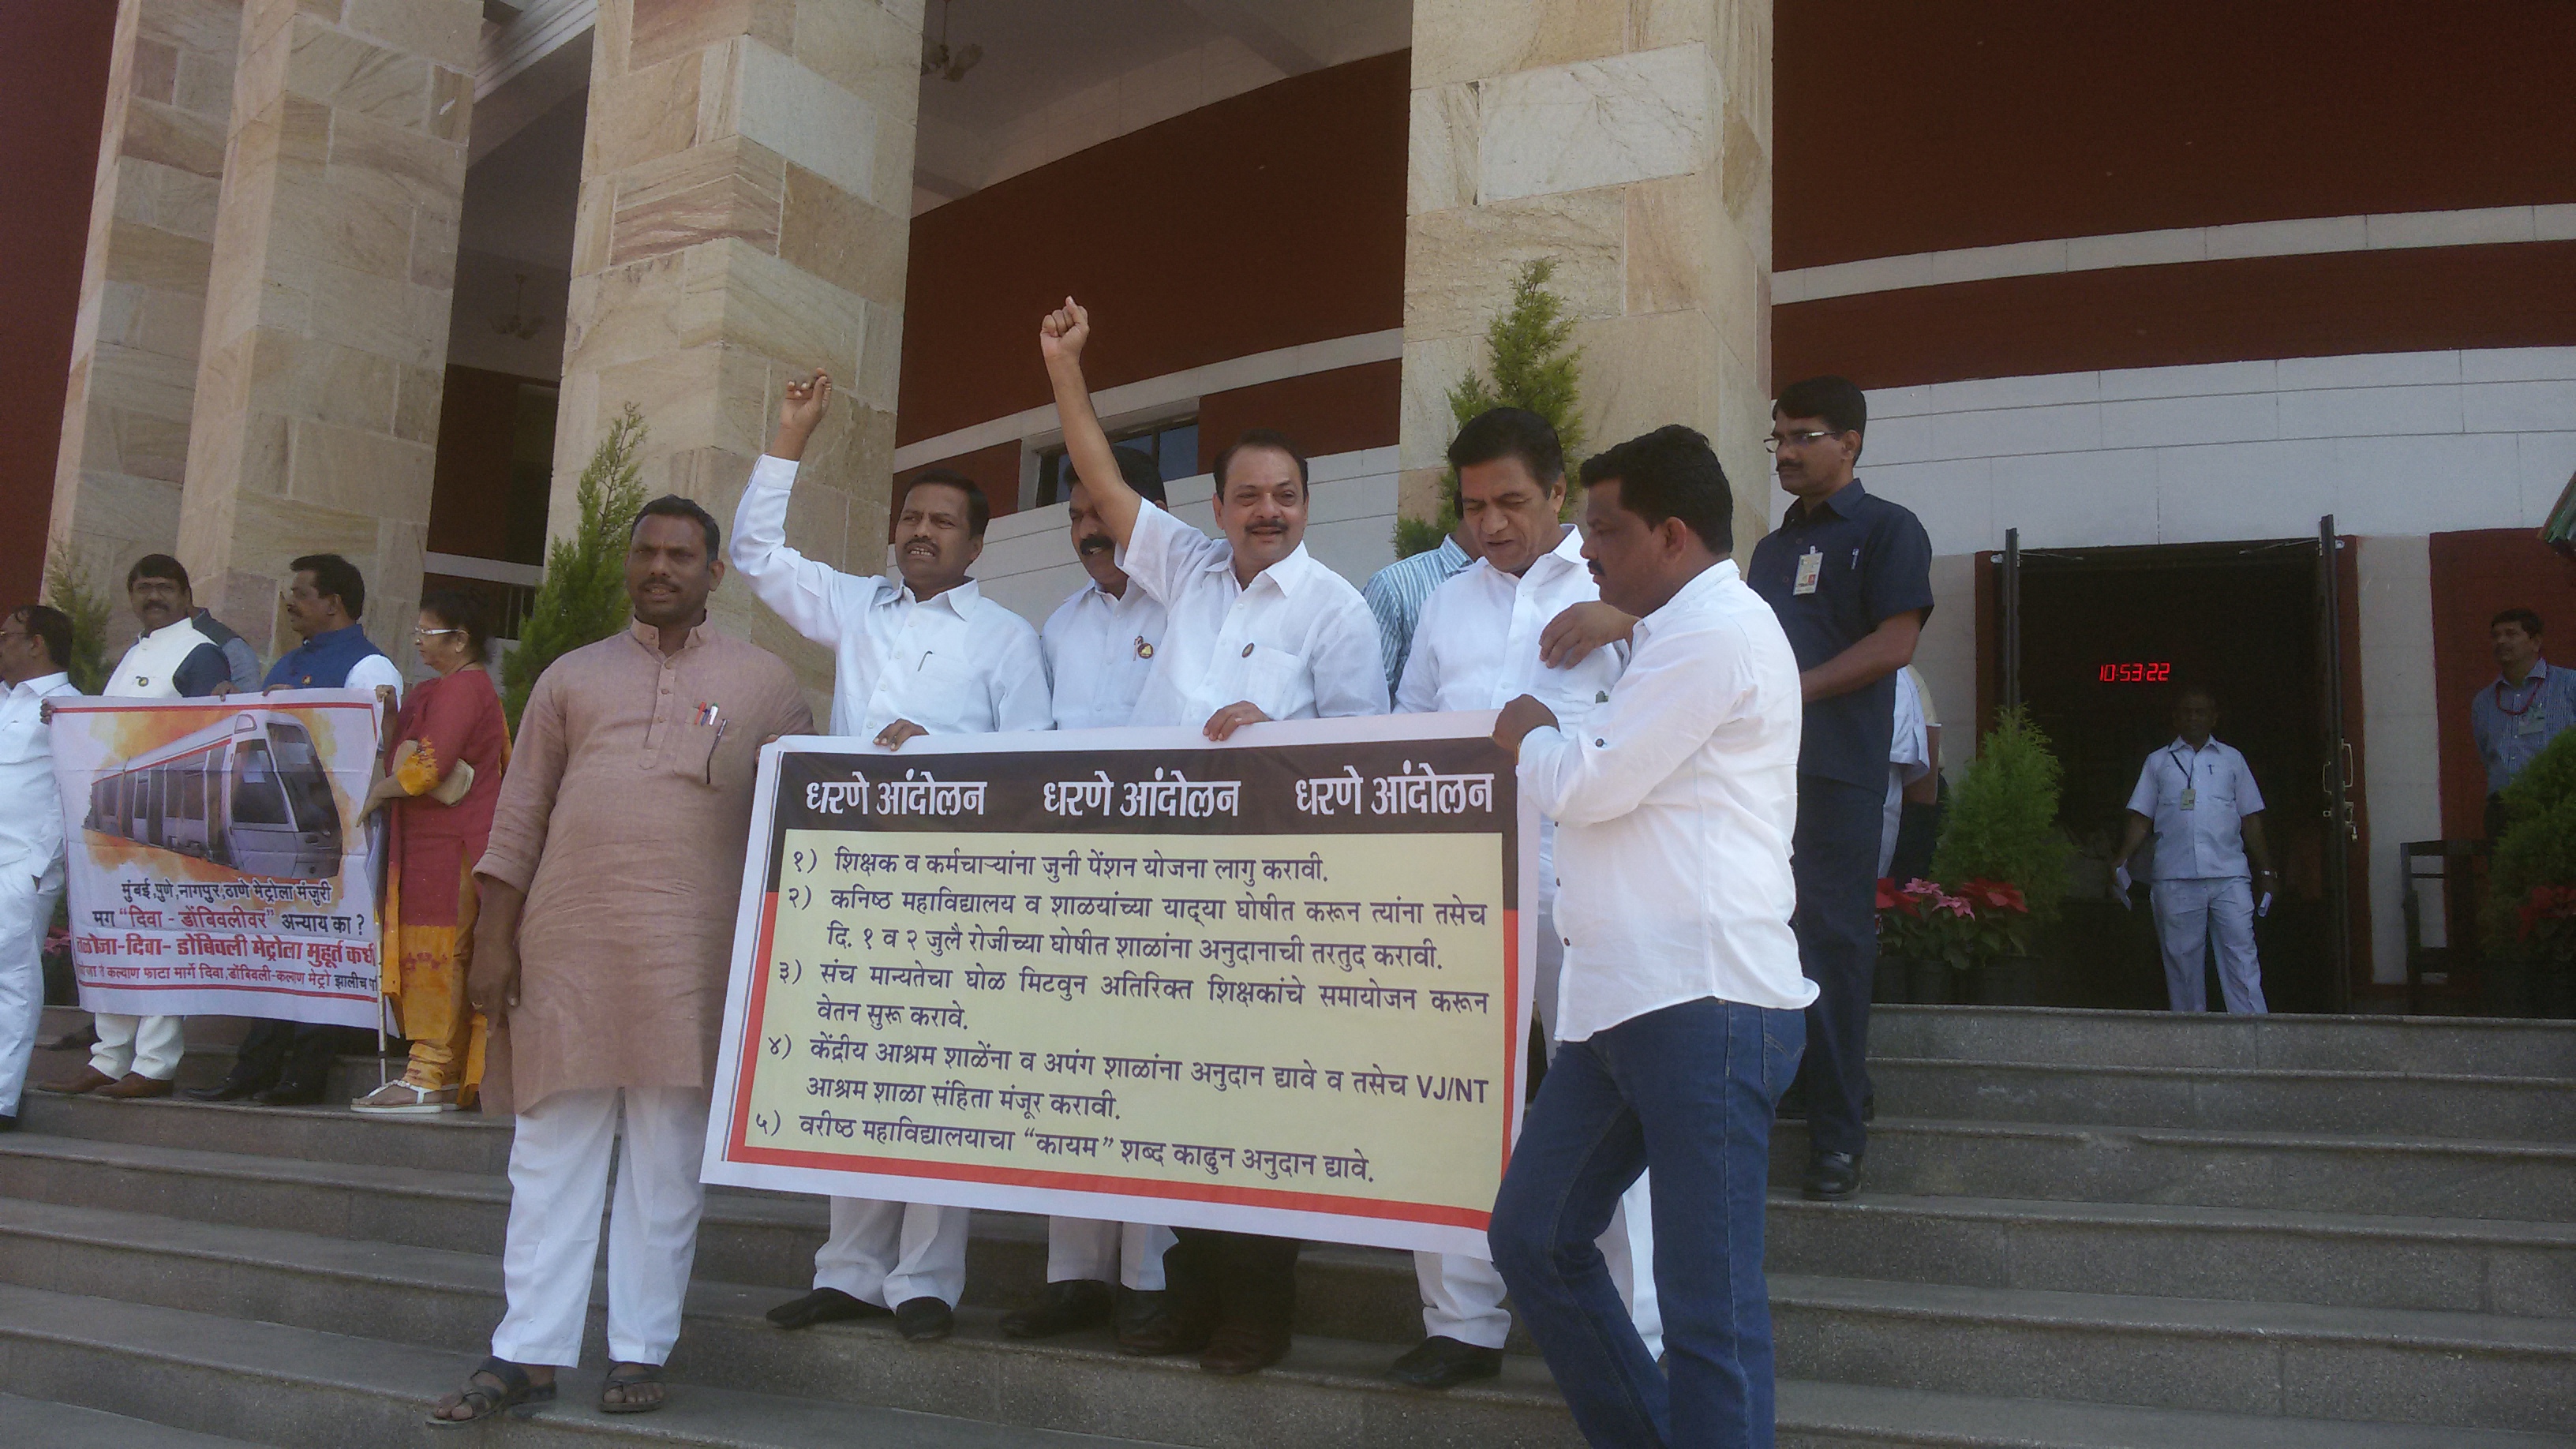 मुंबई,पुणे,नागपुर,ठाणे मेट्रोला मंजुरी
मग "दिवा - डोंबिवलीवर" अन्याय का ?
तळोजा-दिवा- डोंबिवली मेट्रोला मुहूर्त कधी
कल्याण फाटा मार्गे दिवा,डोंबिवली-कल्याण मेट्रो झालीच
धरणे आंदोलन धरणे आंदोलन धरणे आंदोलन
१) शिक्षक व कर्मचाऱ्यांना जुनी पेंशन योजना लागु करावी.
२) कनिष्ठ महाविद्यालय व शाळयांच्या याद्या घोषीत करून त्यांना तसेच
दि. १ व २ जुलै रोजीच्या घोषीत शाळांना अनुदानाची तरतुद करावी.
३) संच मान्यतेचा घोळ मिटवुन अतिरिक्त शिक्षकांचे समायोजन करून
वेतन सुरू करावे.
४) केंद्रीय आश्रम शाळेंना व अपंग शाळांना अनुदान द्यावे व तसेच VJ/NT
आश्रम शाळा संहिता मंजूर करावी.
५) वरीष्ठ महाविद्यालयाचा "कायम" शब्द काढुन अनुदान द्यावे.
10:53:22